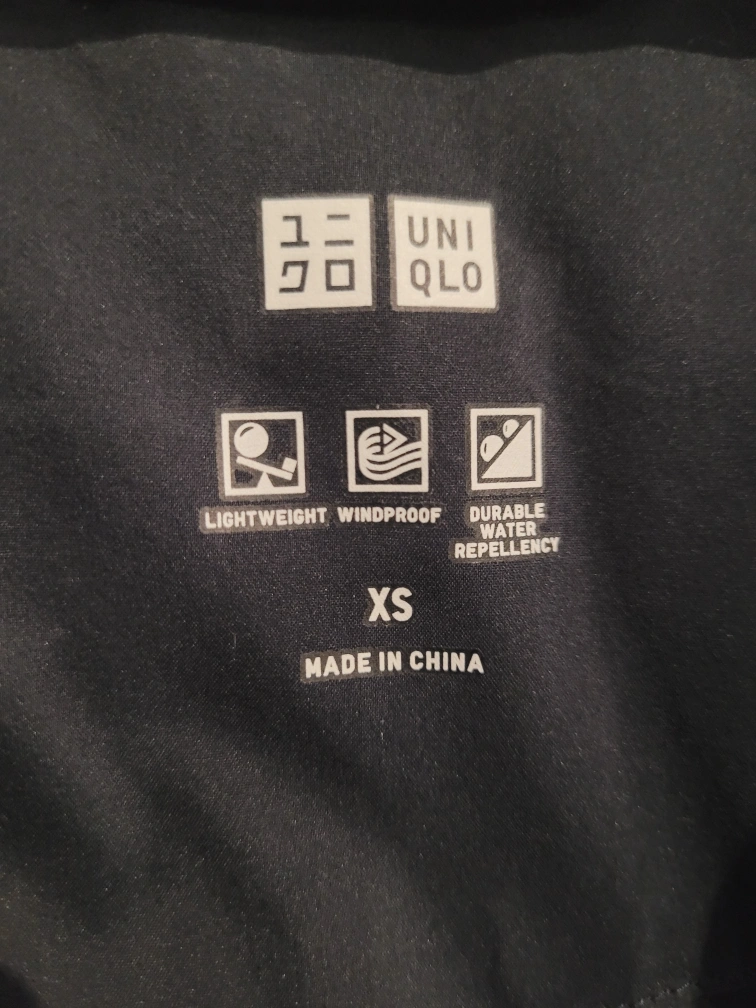 ユニ UNI
クロ QLO
LIGHTWEIGHT WINDPROOF DURABLE
WATER
REPELLENCY
XS
MADE IN CHINA